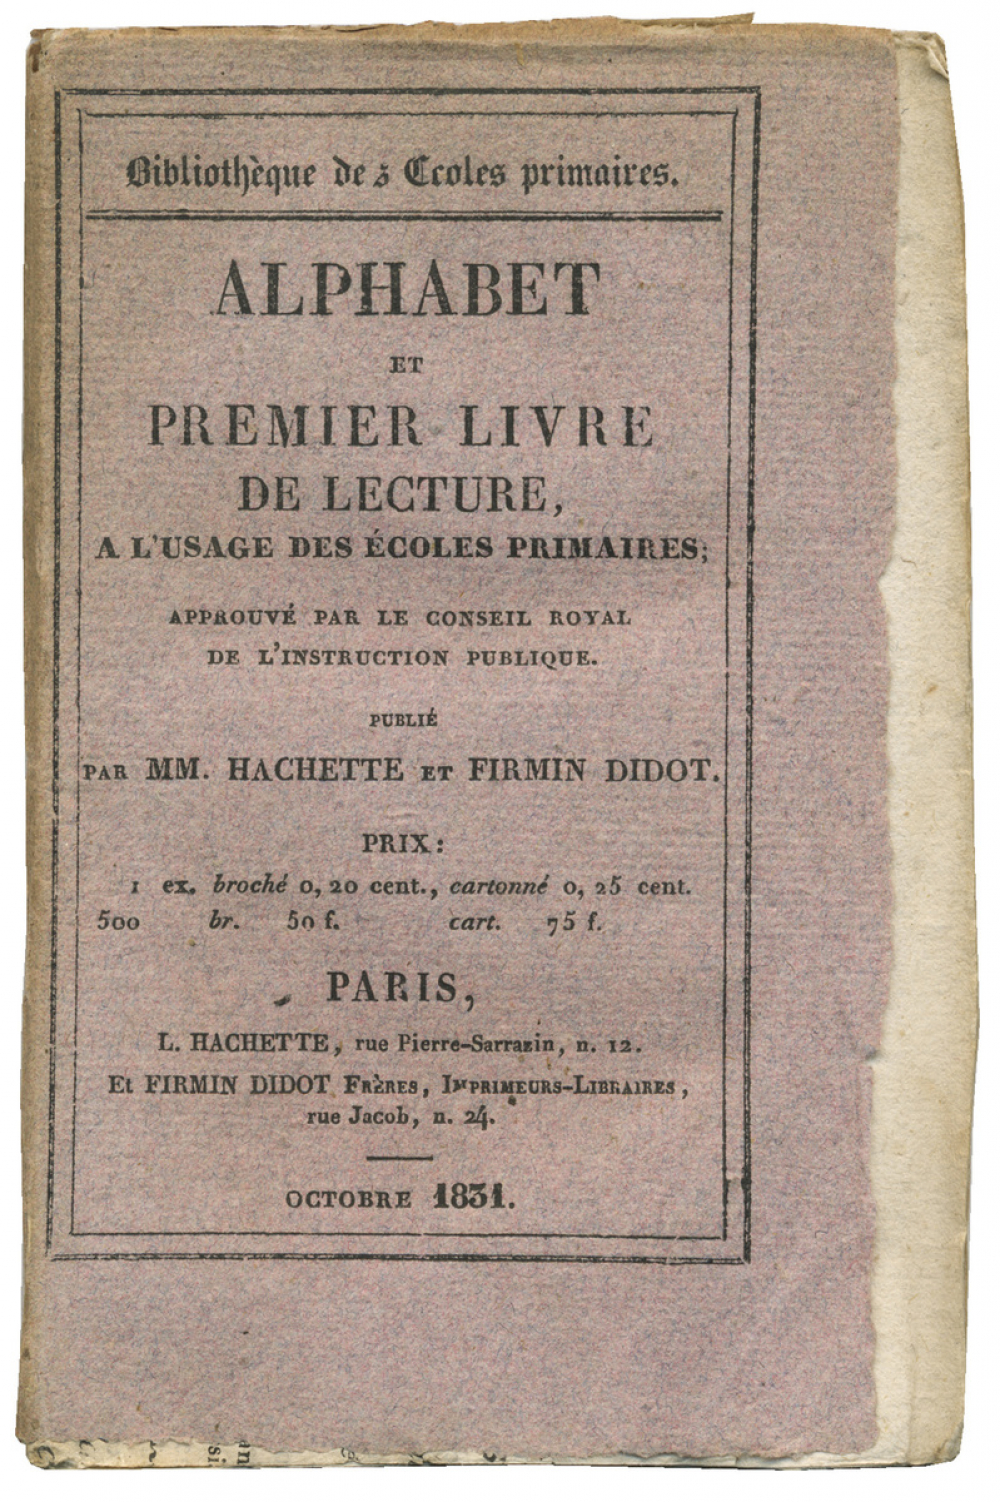 Bibliothèque des Ecoles primaires.
ALPHABET
ET
PREMIER LIVRE
DE LECTURE,
A L'USAGE DES ÉCOLES PRIMAIRES;
APPROUVÉ PAR LE CONSEIL ROYAL
DE L'INSTRUCTION PUBLIQUE.
PUBLIÉ
PAR MM. HACHETTE ET FIRMIN DIDOT.
PRIX:
1 ex. broché 0, 20 cent., cartonné 0, 25 cent.
500 br. 50 f. cart. 75 f.
PARIS,
L. HACHETTE, rue Pierre-Sarrazin, n. 12.
Et FIRMIN DIDOT FRÈRES, IMPRIMEURS-LIBRAIRES,
rue Jacob, n. 24.
OCTOBRE 1831.